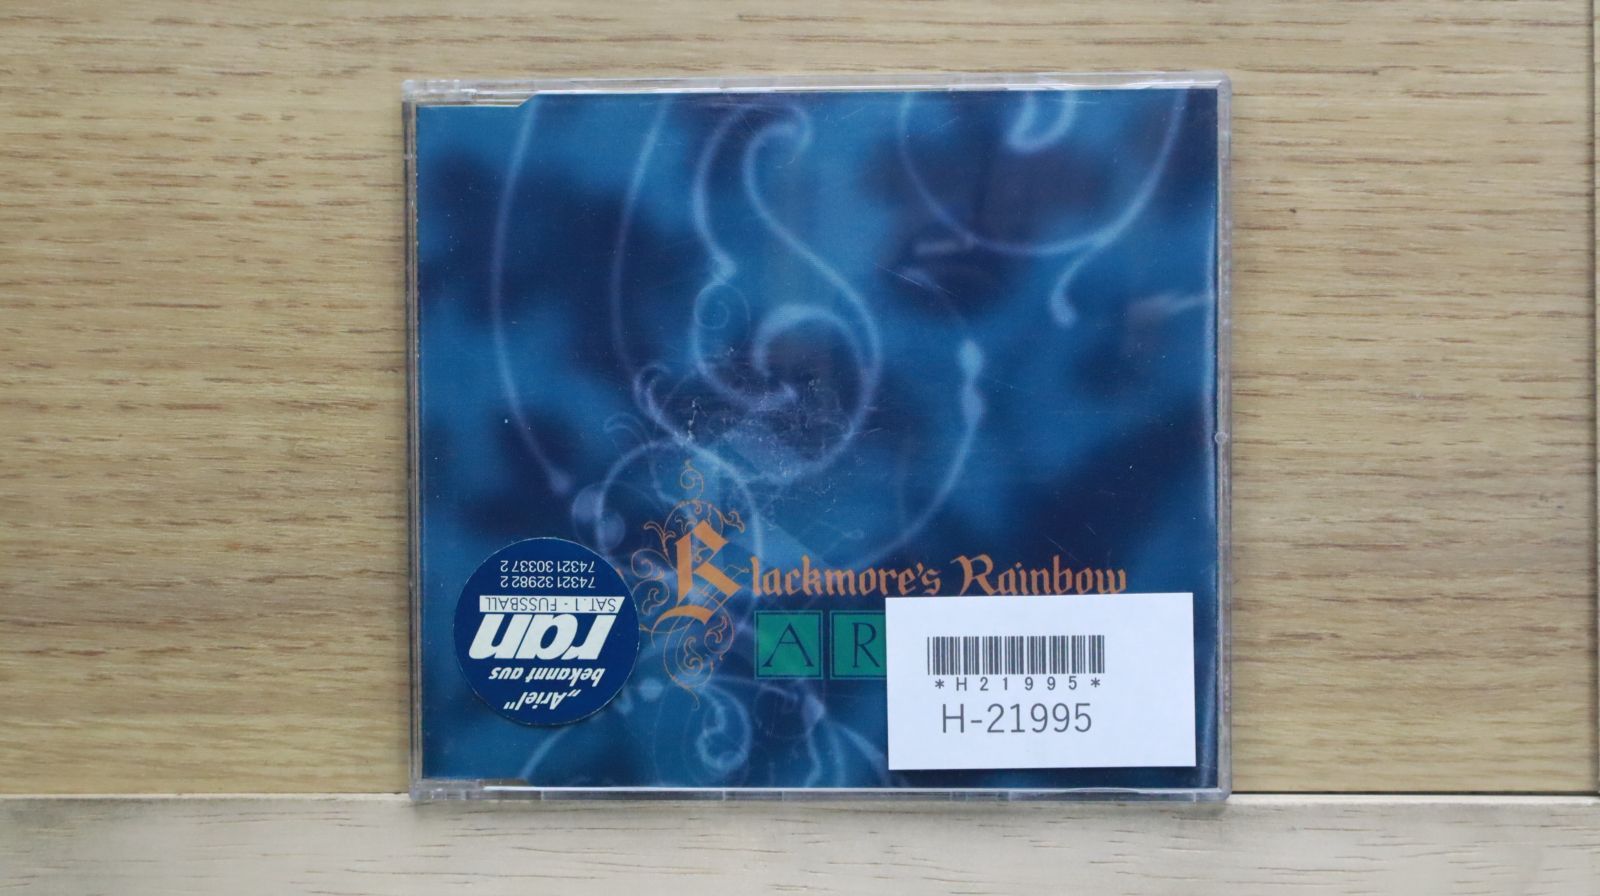 Blackmore's Rainbow
AR
"Ariel"
bekannt aus
ran
SAT.1 - FUSSBALL
74321 32982 2
74321 30337 2
*H21995*
H-21995